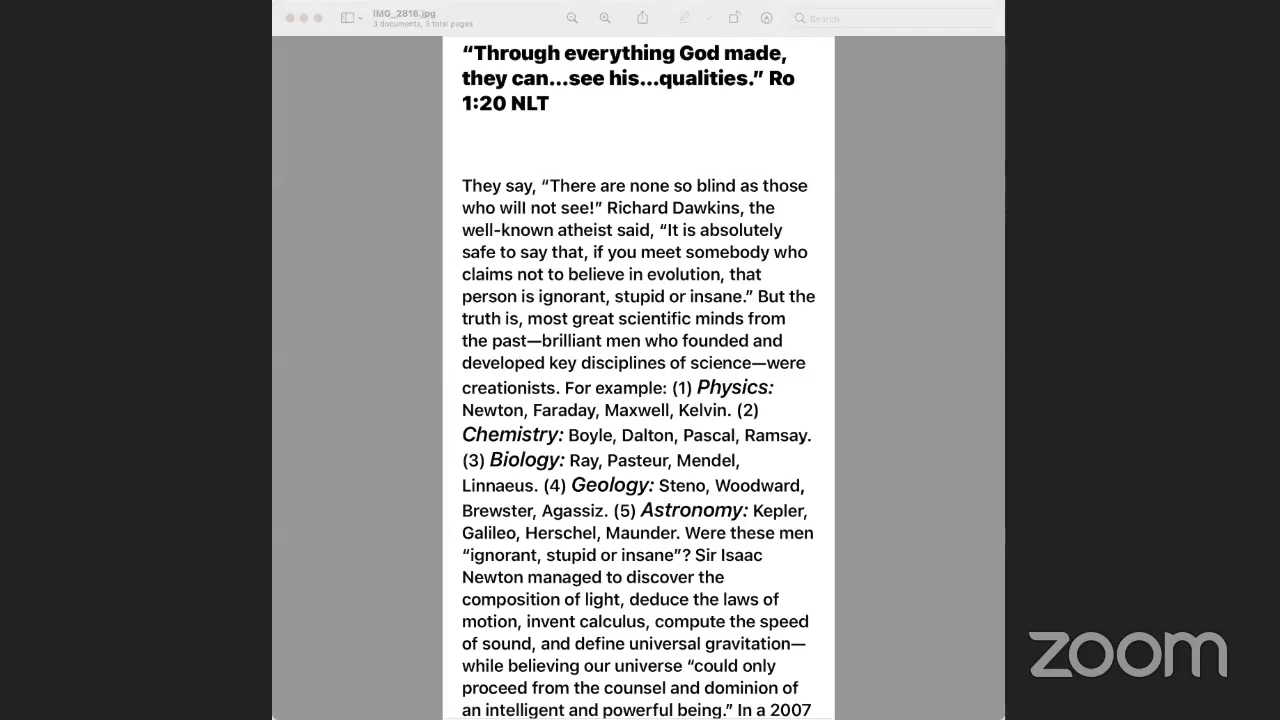 IMG_2816.jpg
3 documents, 3 total pages
Search
“Through everything God made,
they can...see his...qualities.” Ro
1:20 NLT
They say, “There are none so blind as those
who will not see!” Richard Dawkins, the
well-known atheist said, “It is absolutely
safe to say that, if you meet somebody who
claims not to believe in evolution, that
person is ignorant, stupid or insane.” But the
truth is, most great scientific minds from
the past—brilliant men who founded and
developed key disciplines of science—were
creationists. For example: (1) Physics:
Newton, Faraday, Maxwell, Kelvin. (2)
Chemistry: Boyle, Dalton, Pascal, Ramsay.
(3) Biology: Ray, Pasteur, Mendel,
Linnaeus. (4) Geology: Steno, Woodward,
Brewster, Agassiz. (5) Astronomy: Kepler,
Galileo, Herschel, Maunder. Were these men
“ignorant, stupid or insane”? Sir Isaac
Newton managed to discover the
composition of light, deduce the laws of
motion, invent calculus, compute the speed
of sound, and define universal gravitation—
while believing our universe “could only
proceed from the counsel and dominion of
an intelligent and powerful being.” In a 2007
zoom